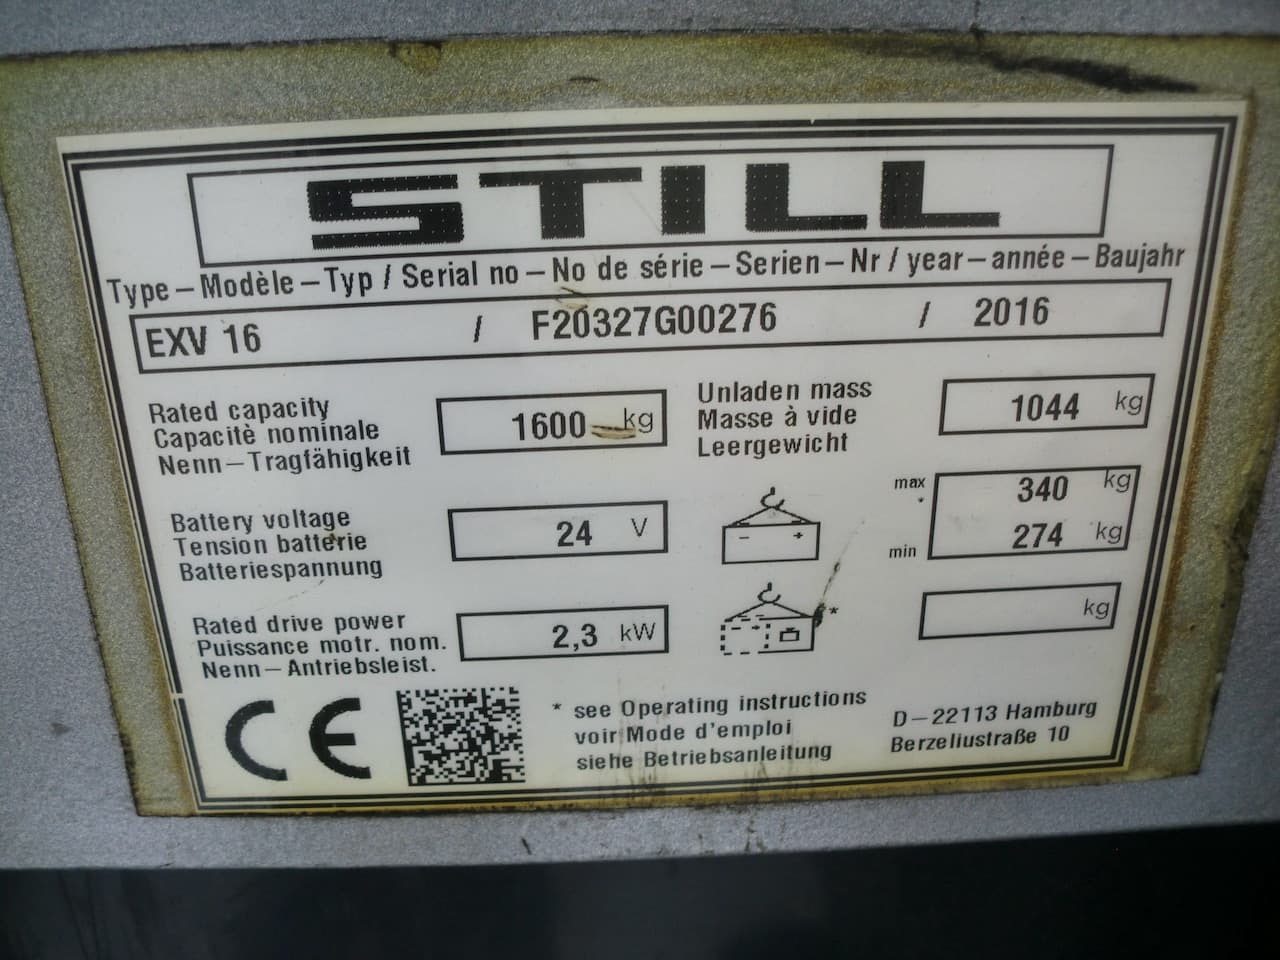 STILL
Type – Modèle – Typ / Serial no – No de série – Serien – Nr / year – année – Baujahr
EXV 16 / F20327G00276 / 2016
Rated capacity
Capacitè nominale
Nenn – Tragfähigkeit
1600 kg
Unladen mass
Masse à vide
Leergewicht
1044 kg
Battery voltage
Tension batterie
Batteriespannung
24 V
- +
max 340 kg
*
min 274 kg
Rated drive power
Puissance motr. nom.
Nenn – Antriebsleist.
2,3 kW
*
kg
CE
* see Operating instructions
voir Mode d'emploi
siehe Betriebsanleitung
D – 22113 Hamburg
Berzeliustraße 10